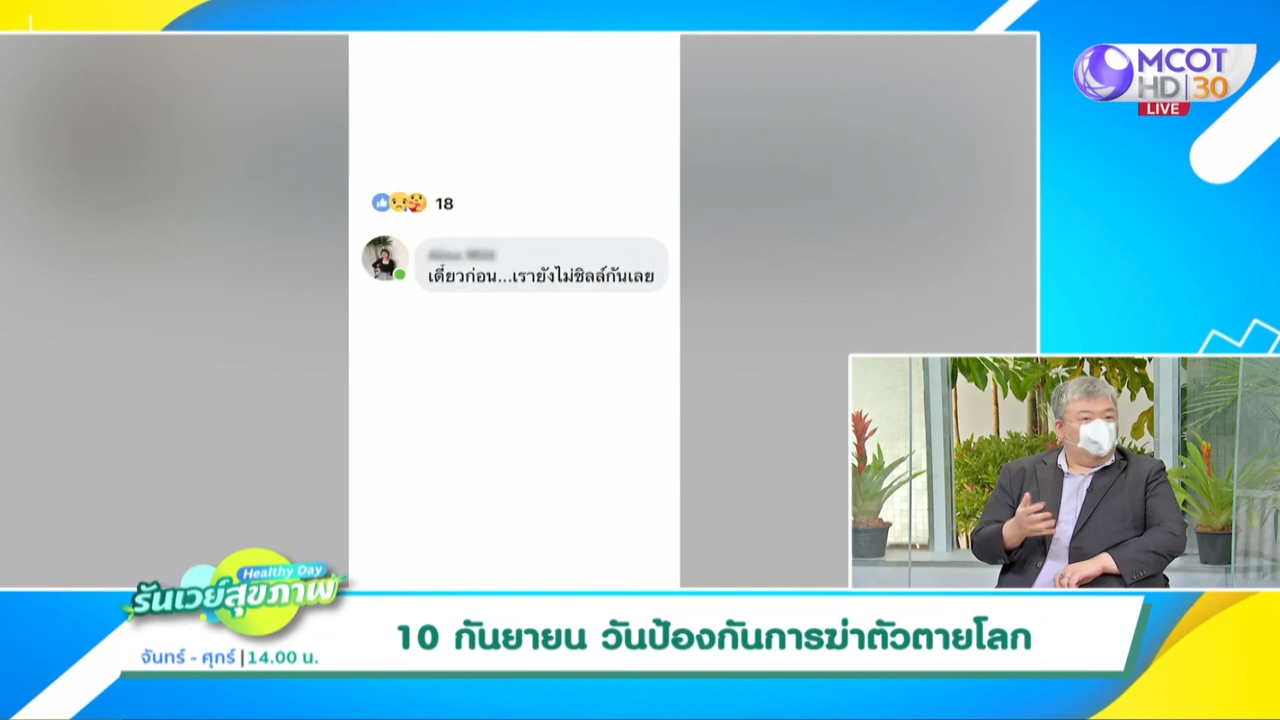 MCOT
HD 30
LIVE
18
เดี๋ยวก่อน...เรายังไม่ชิลล์กันเลย
Healthy Day
รันเวย์สุขภาพ
จันทร์ - ศุกร์ | 14.00 น.
10 กันยายน วันป้องกันการฆ่าตัวตายโลก